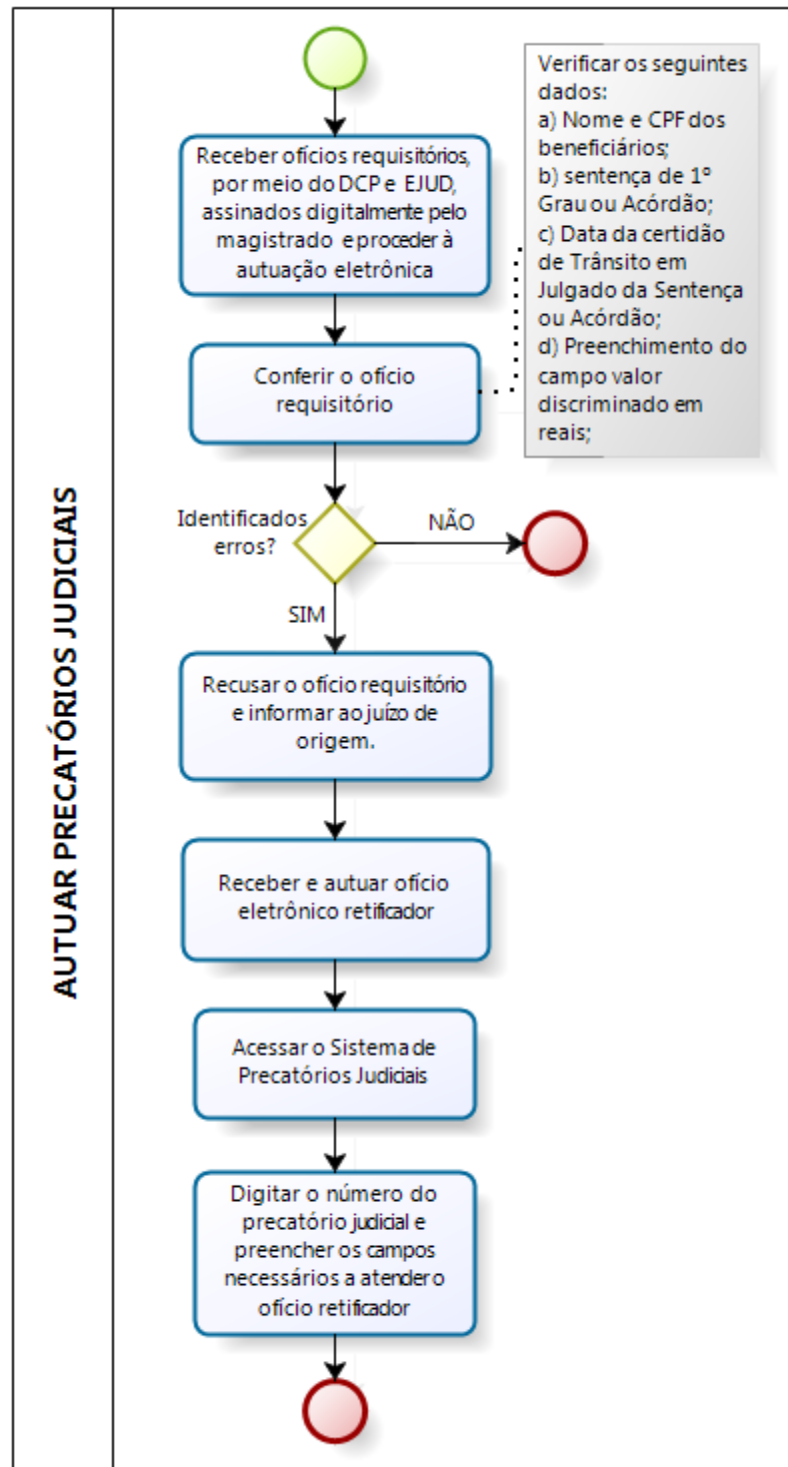 AUTUAR PRECATÓRIOS JUDICIAIS
Receber ofícios requisitórios,
por meio do DCP e EJUD,
assinados digitalmente pelo
magistrado e proceder à
autuação eletrônica
Verificar os seguintes
dados:
a) Nome e CPF dos
beneficiários;
b) sentença de 1º
Grau ou Acórdão;
c) Data da certidão
de Trânsito em
Julgado da Sentença
ou Acórdão;
d) Preenchimento do
campo valor
discriminado em
reais;
Conferir o ofício
requisitório
Identificados
erros?
NÃO
SIM
Recusar o ofício requisitório
e informar ao juízo de
origem.
Receber e autuar ofício
eletrônico retificador
Acessar o Sistema de
Precatórios Judiciais
Digitar o número do
precatório judicial e
preencher os campos
necessários a atender o
ofício retificador